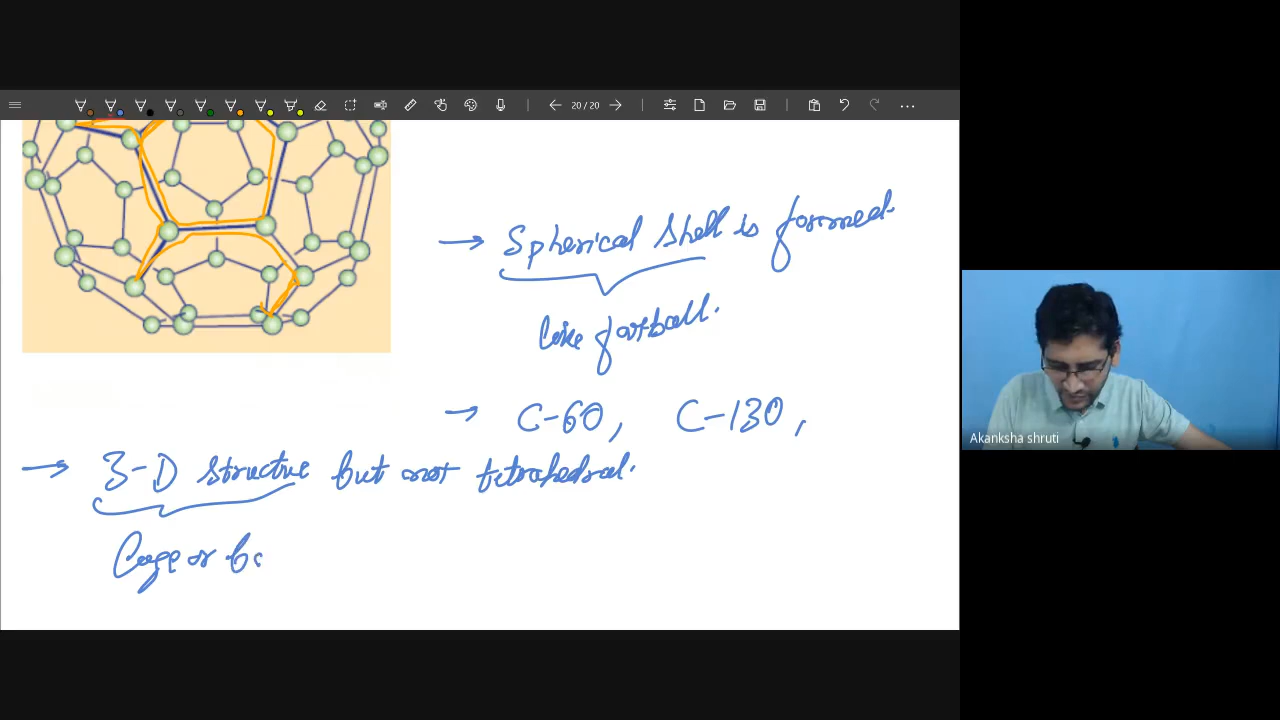 20 / 20
→ Spherical shell is formed.
like football.
→ C-60, C-130,
→ 3-D structure but not tetrahedral.
Cage or ba
Akanksha shruti